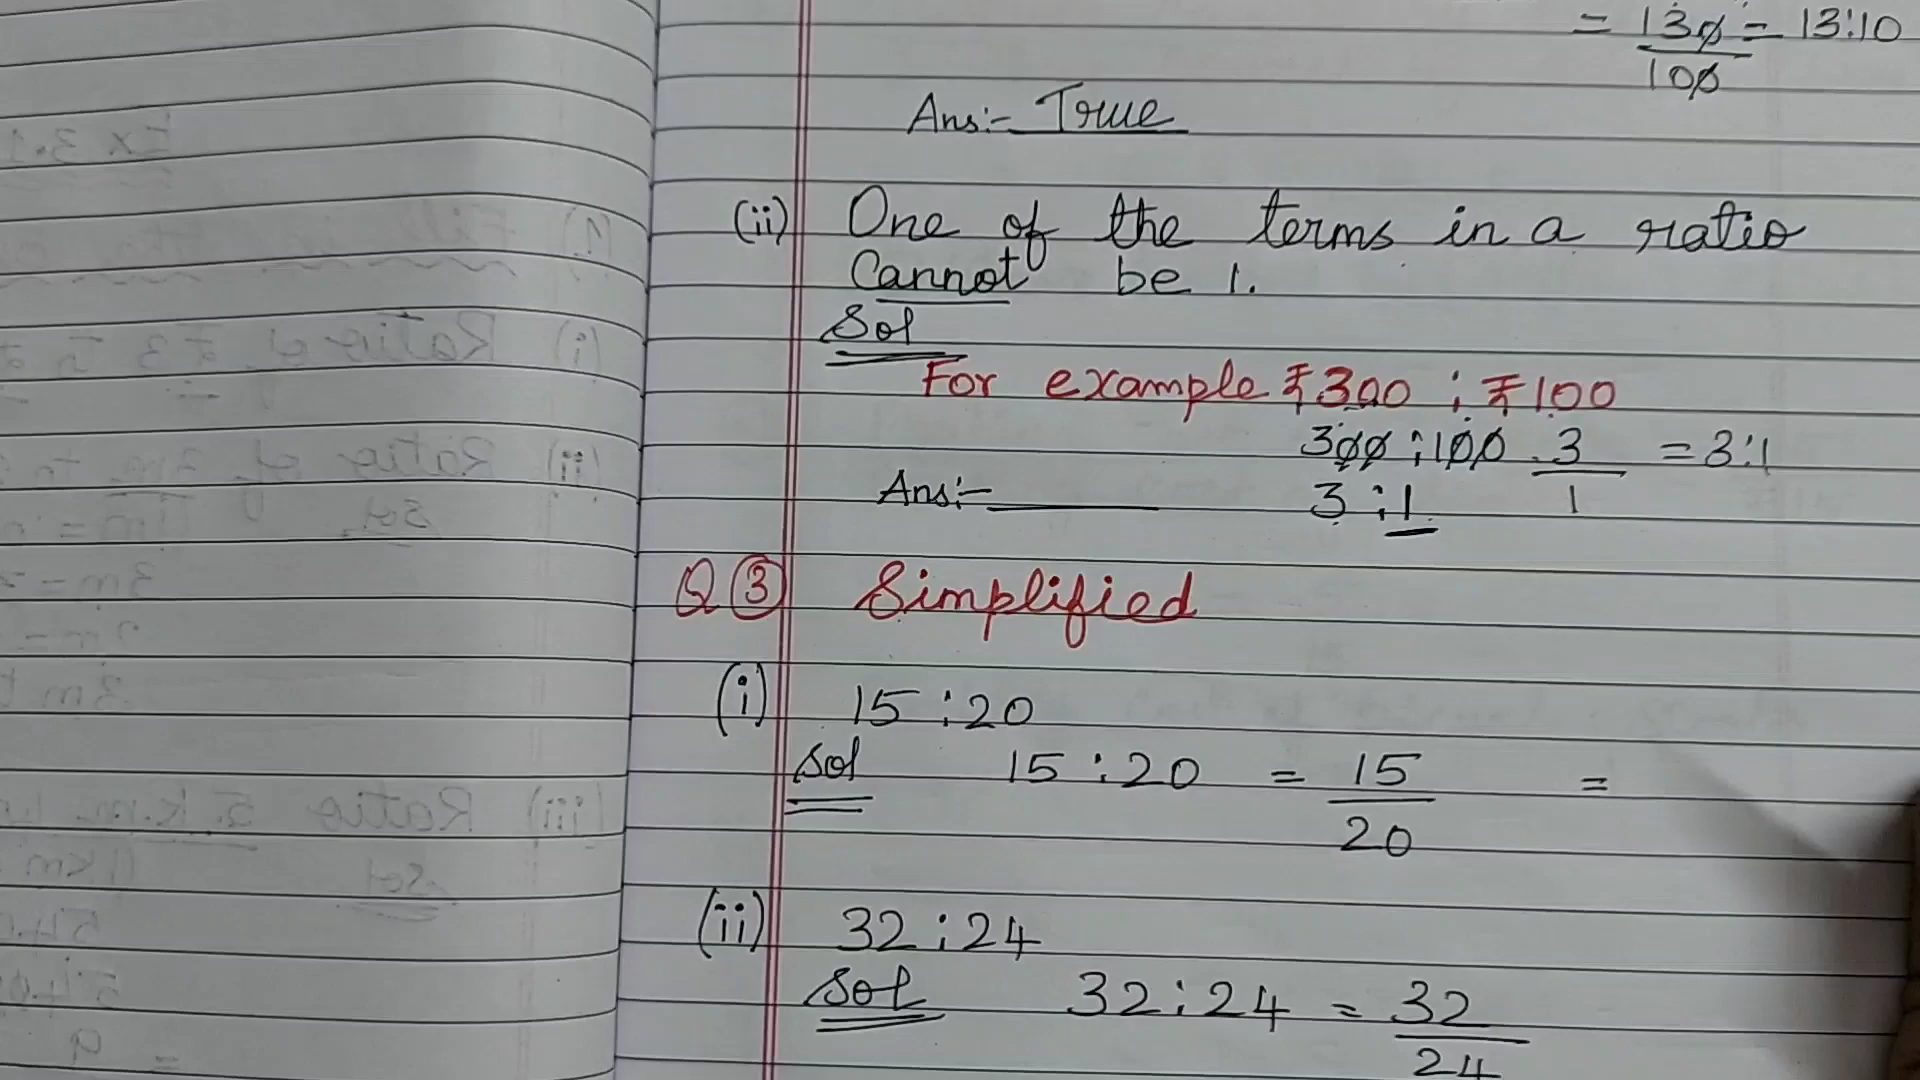 = 130/100 = 13:10
Ans:- True
(ii) One of the terms in a ratio
Cannot be 1.
Sol
For example ₹300 : ₹100
300 : 100 3/1 = 3:1
Ans:- 3 : 1
Q 3 Simplified
(i) 15 : 20
Sol 15 : 20 = 15/20 =
(ii) 32 : 24
Sol 32 : 24 = 32/24